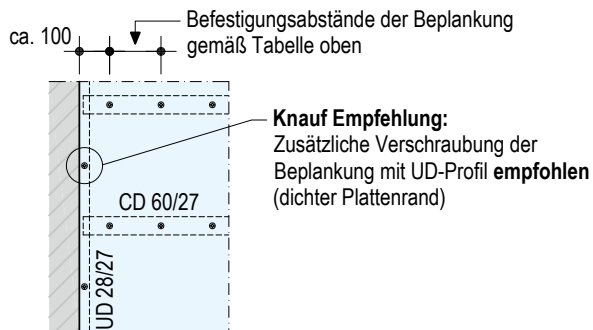 Befestigungsabstände der Beplankung
gemäß Tabelle oben
ca. 100
Knauf Empfehlung:
Zusätzliche Verschraubung der
Beplankung mit UD-Profil empfohlen
(dichter Plattenrand)
CD 60/27
UD 28/27